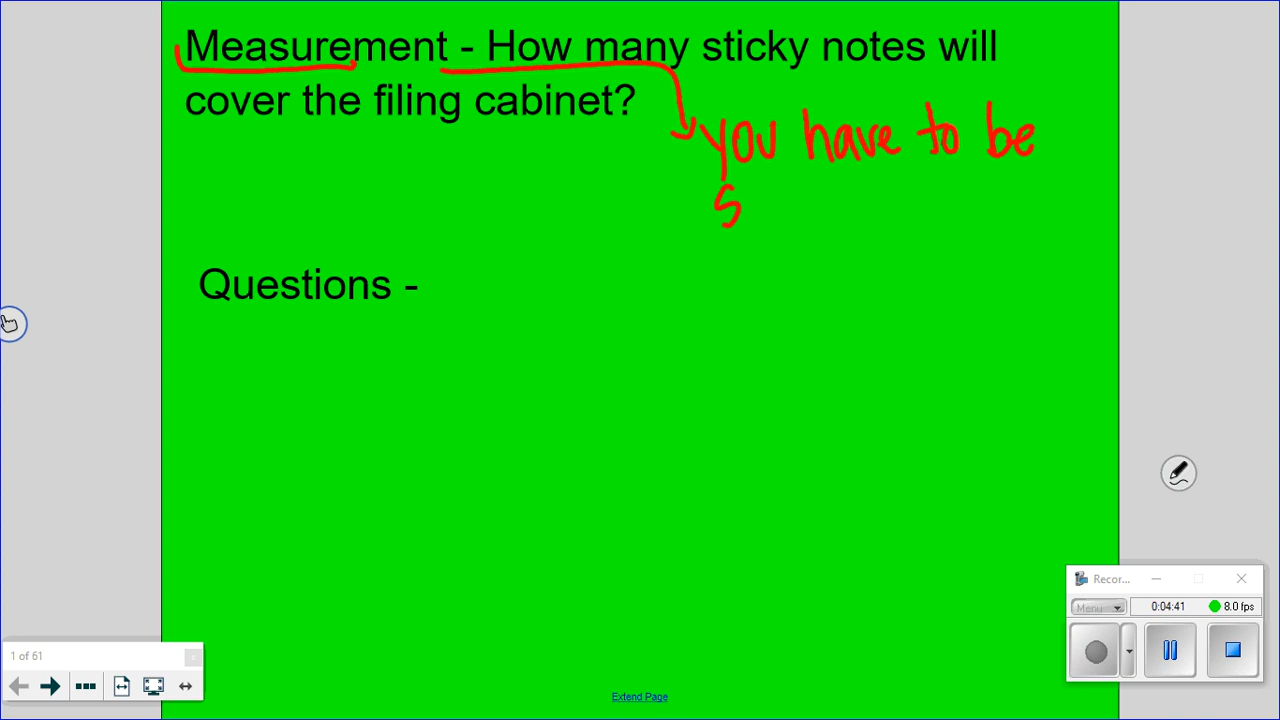 Measurement - How many sticky notes will
cover the filing cabinet?
you have to be
s
Questions -
Recor...
Menu
0:04:41
8.0 fps
1 of 61
Extend Page